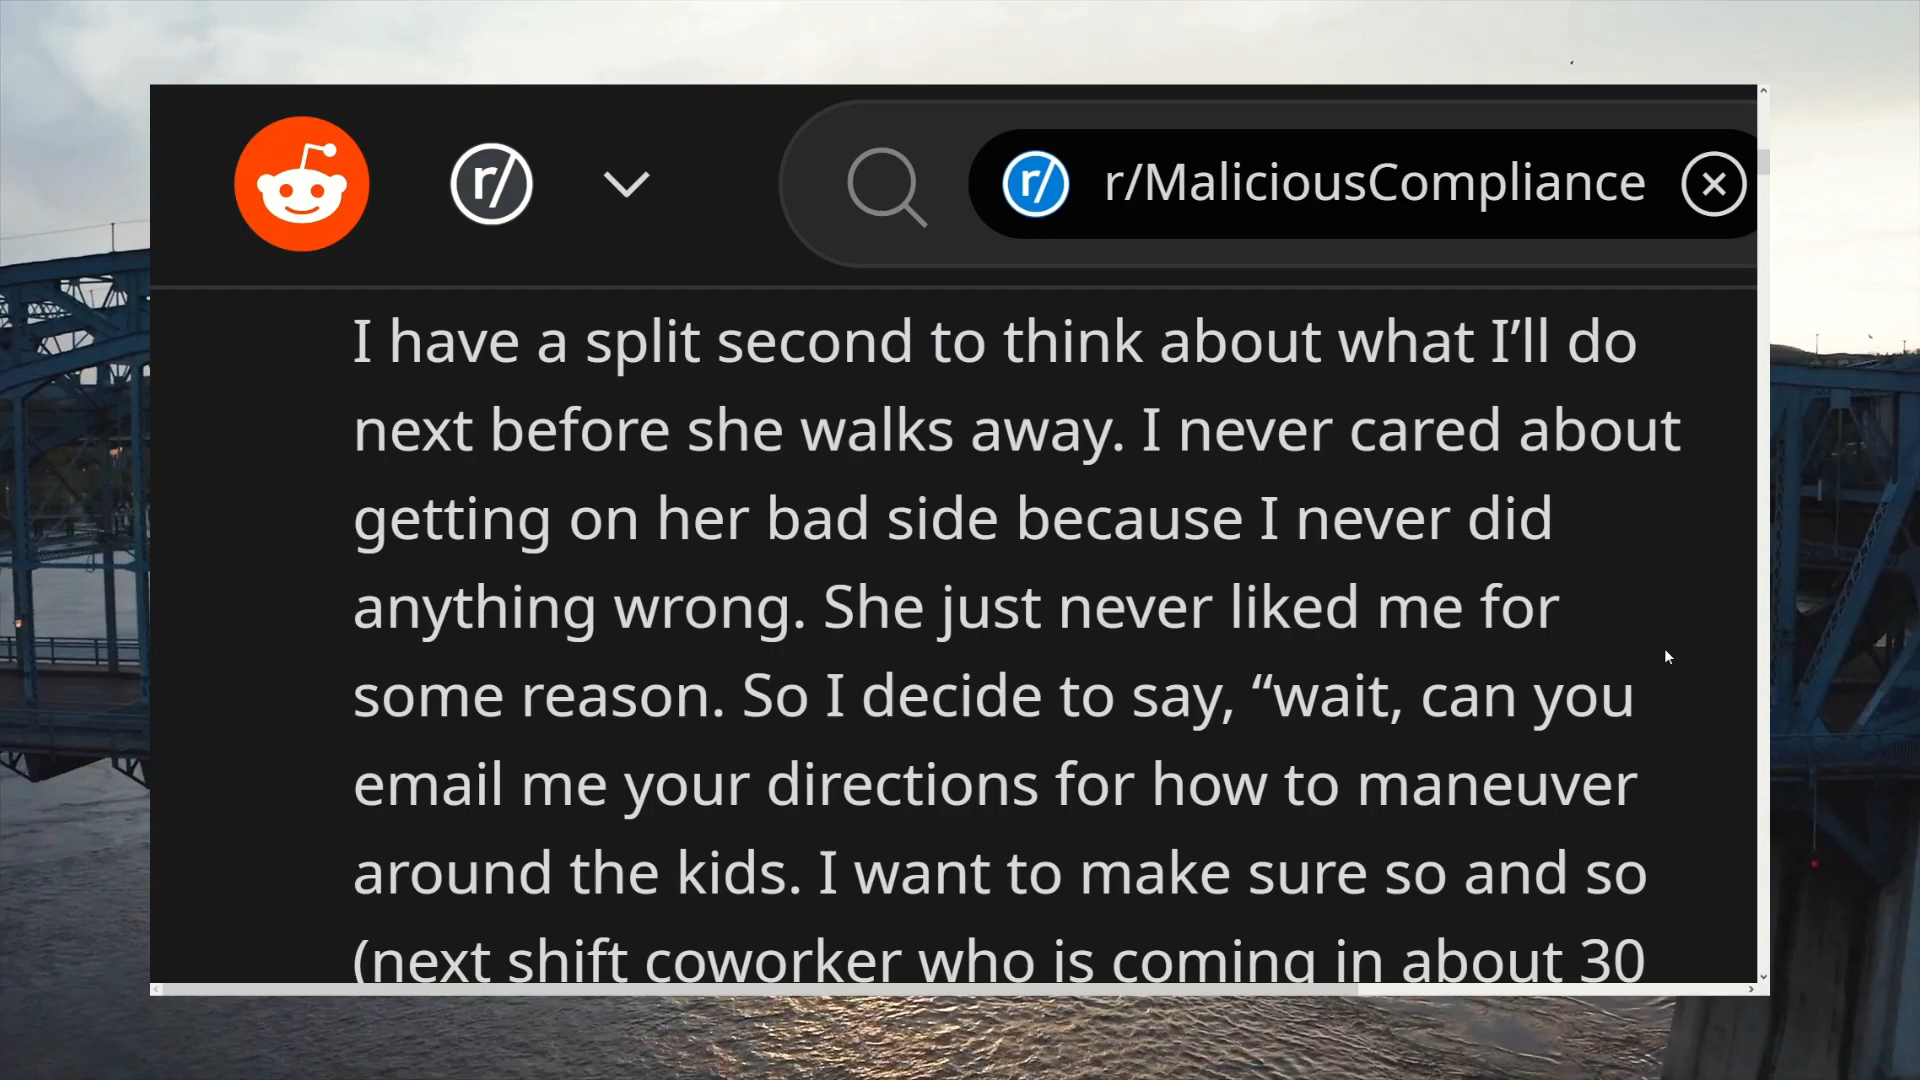 r/
r/ r/MaliciousCompliance
I have a split second to think about what I’ll do
next before she walks away. I never cared about
getting on her bad side because I never did
anything wrong. She just never liked me for
some reason. So I decide to say, “wait, can you
email me your directions for how to maneuver
around the kids. I want to make sure so and so
(next shift coworker who is coming in about 30